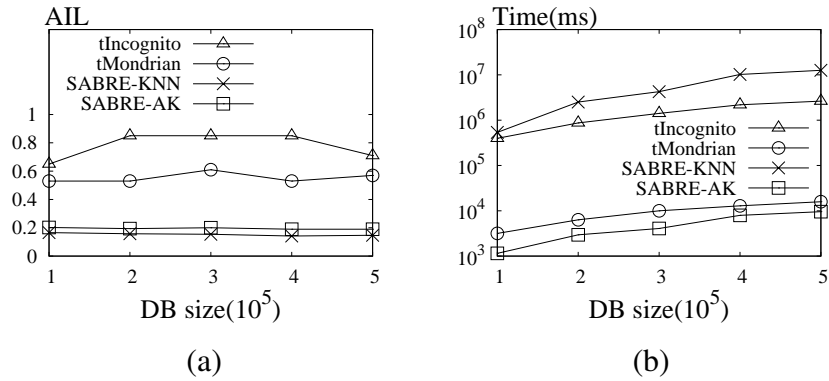 AIL
tIncognito
tMondrian
SABRE-KNN
SABRE-AK
1
0.8
0.6
0.4
0.2
0
1 2 3 4 5
DB size(10^5)
(a)
Time(ms)
10^8
10^7
10^6
10^5
10^4
10^3
tIncognito
tMondrian
SABRE-KNN
SABRE-AK
1 2 3 4 5
DB size(10^5)
(b)